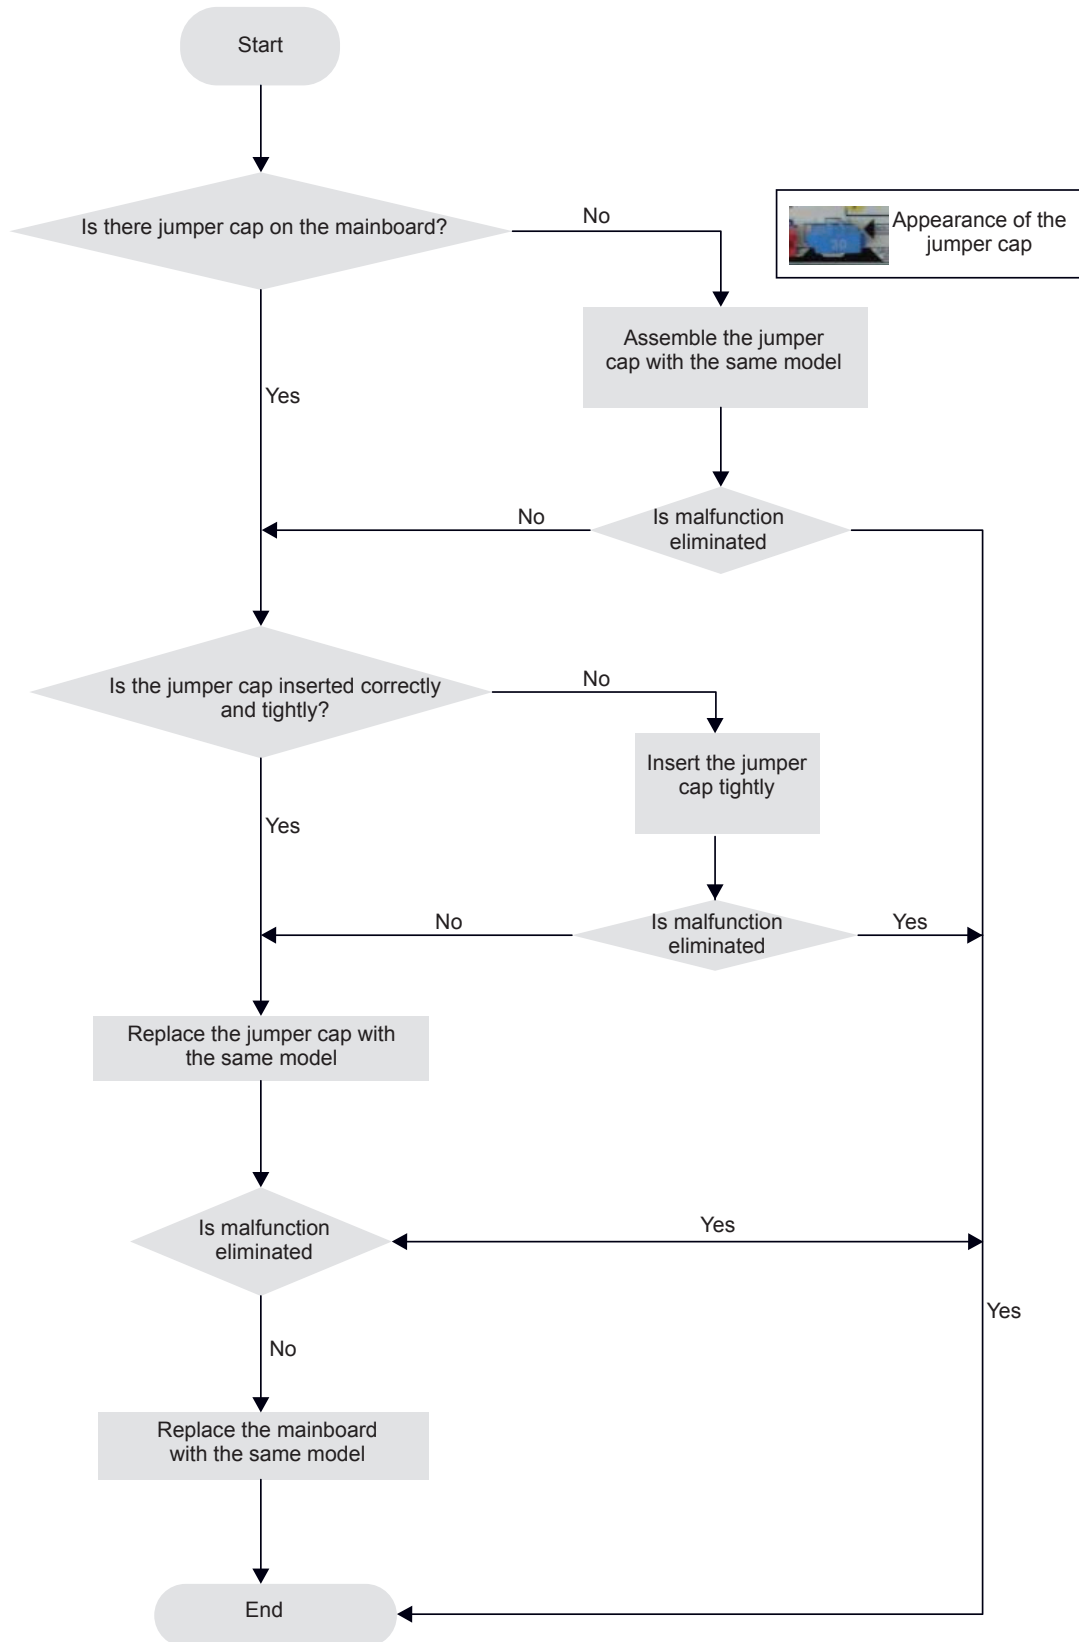 Start
Is there jumper cap on the mainboard?
No
Appearance of the
jumper cap
30
Assemble the jumper
cap with the same model
Yes
No
Is malfunction
eliminated
Is the jumper cap inserted correctly
and tightly?
No
Insert the jumper
cap tightly
Yes
No
Is malfunction
eliminated
Yes
Replace the jumper cap with
the same model
Is malfunction
eliminated
Yes
Yes
No
Replace the mainboard
with the same model
End